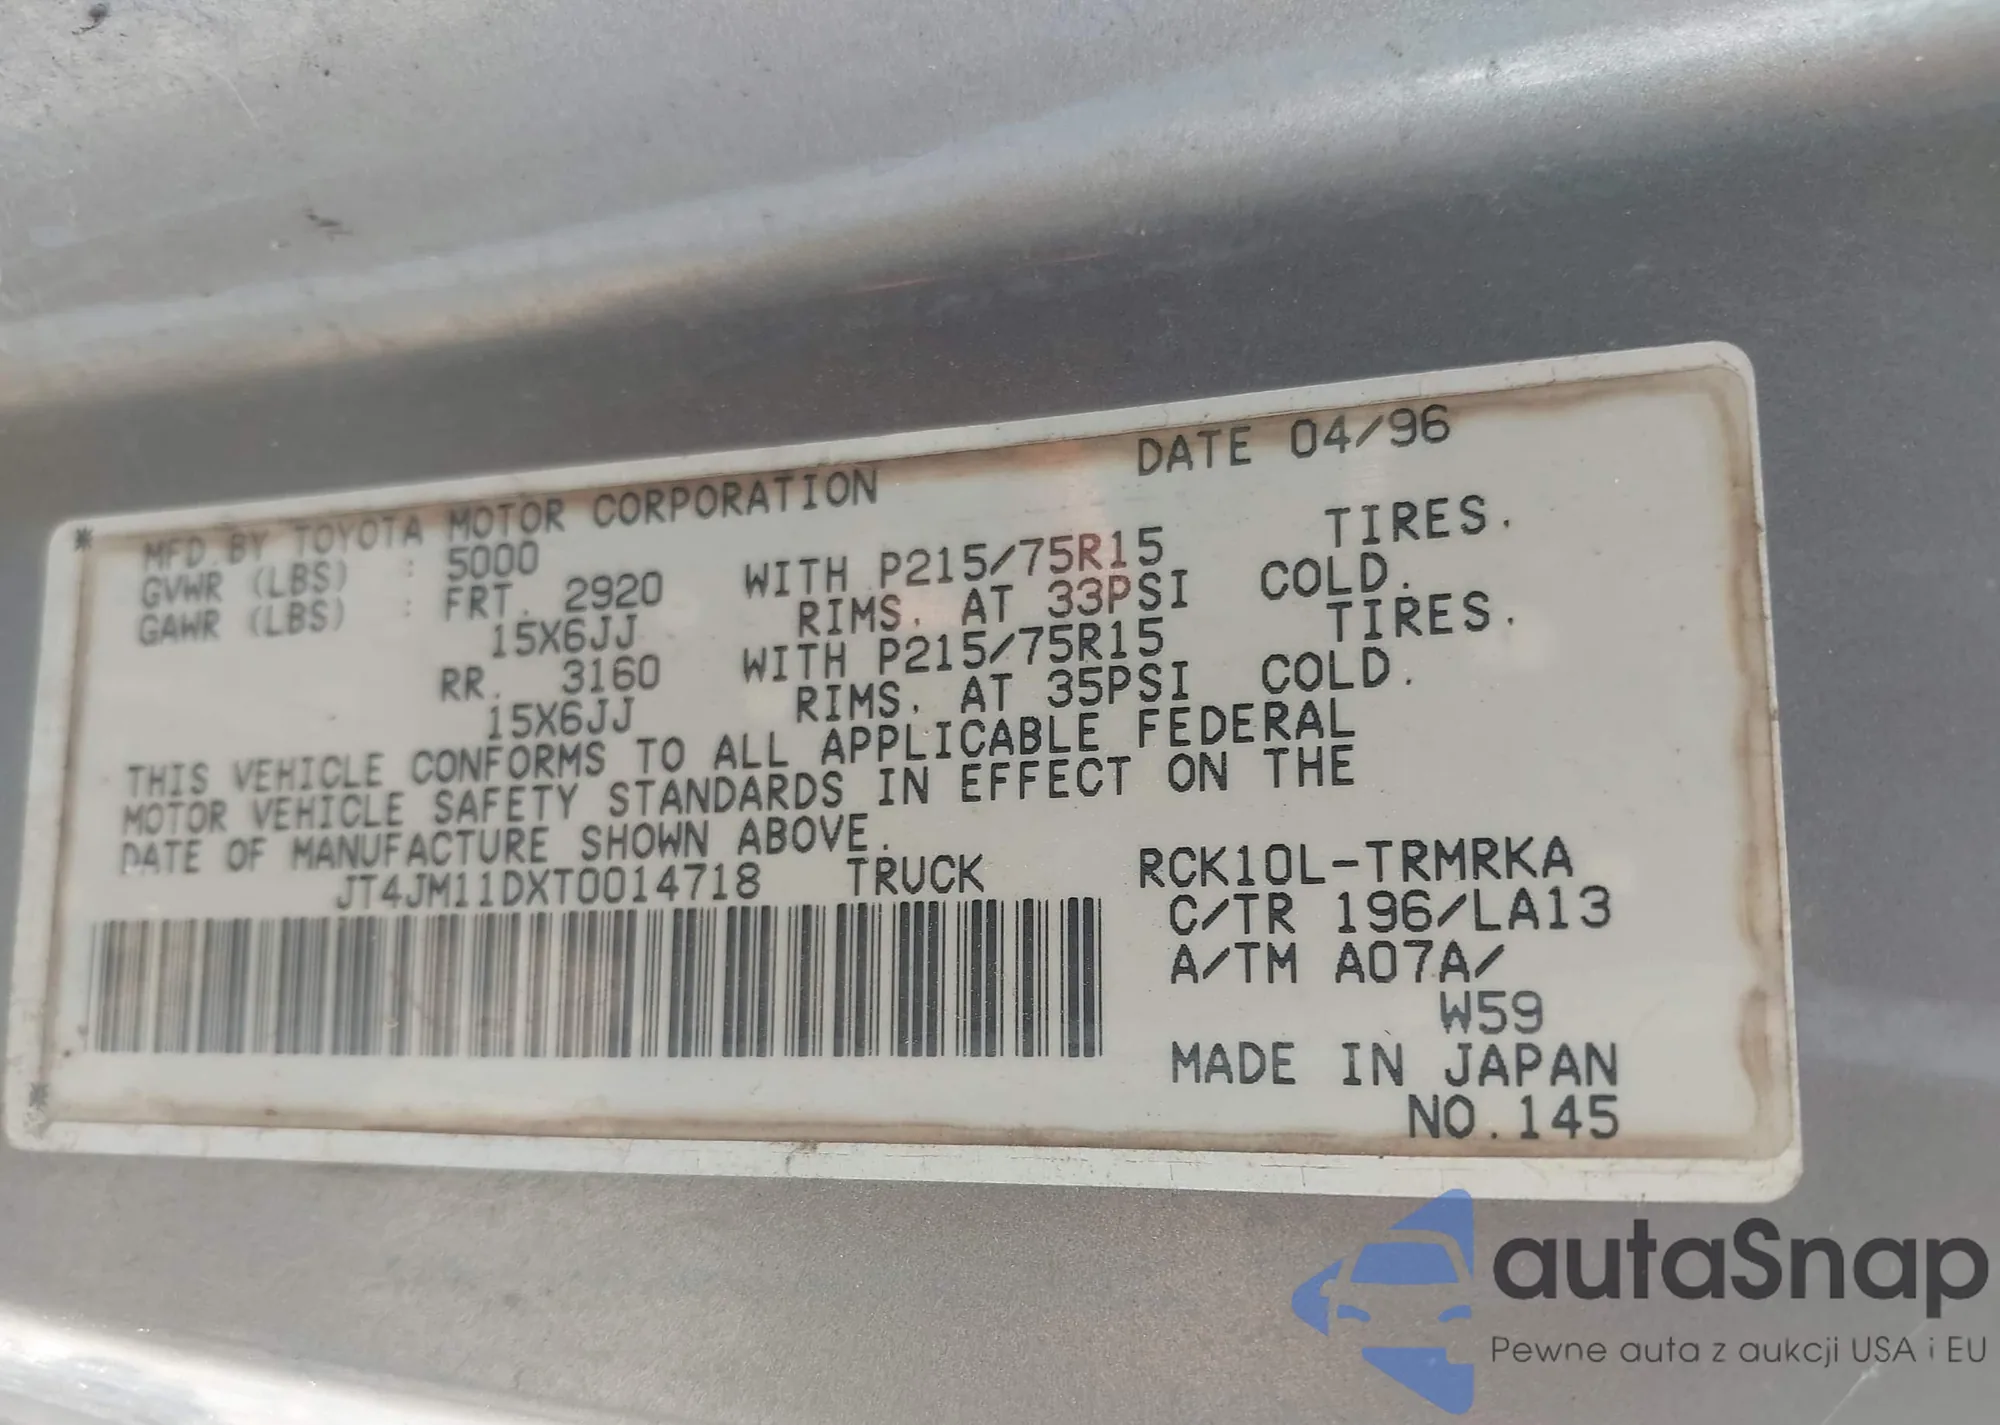 DATE 04/96
* MFD.BY TOYOTA MOTOR CORPORATION
GVWR (LBS) : 5000 WITH P215/75R15 TIRES.
GAWR (LBS) : FRT. 2920 RIMS. AT 33PSI COLD.
15X6JJ WITH P215/75R15 TIRES.
RR. 3160 RIMS. AT 35PSI COLD.
15X6JJ
THIS VEHICLE CONFORMS TO ALL APPLICABLE FEDERAL
MOTOR VEHICLE SAFETY STANDARDS IN EFFECT ON THE
DATE OF MANUFACTURE SHOWN ABOVE.
JT4JM11DXT0014718 TRUCK RCK10L-TRMRKA
C/TR 196/LA13
A/TM A07A/
W59
MADE IN JAPAN
* NO.145
autaSnap
Pewne auta z aukcji USA i EU